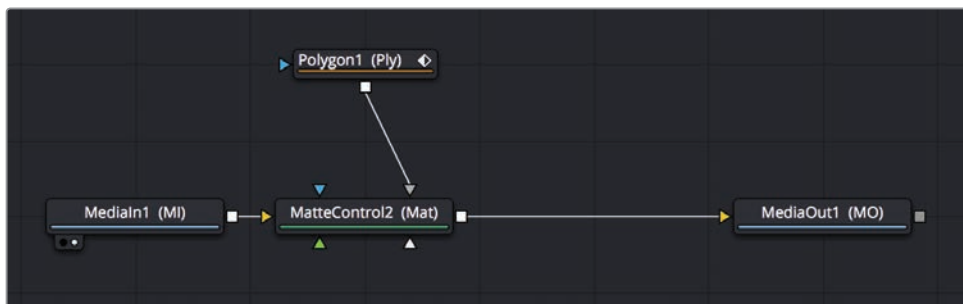 Polygon1 (Ply)
MediaIn1 (MI)
MatteControl2 (Mat)
MediaOut1 (MO)